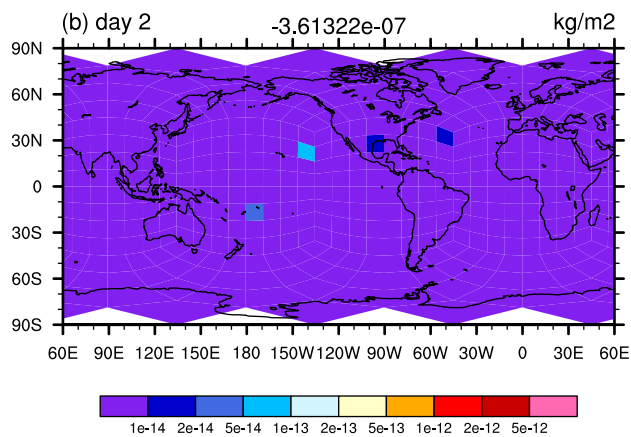 (b) day 2 -3.61322e-07 kg/m2
90N
60N
30N
0
30S
60S
90S
60E 90E 120E 150E 180 150W 120W 90W 60W 30W 0 30E 60E
1e-14 2e-14 5e-14 1e-13 2e-13 5e-13 1e-12 2e-12 5e-12